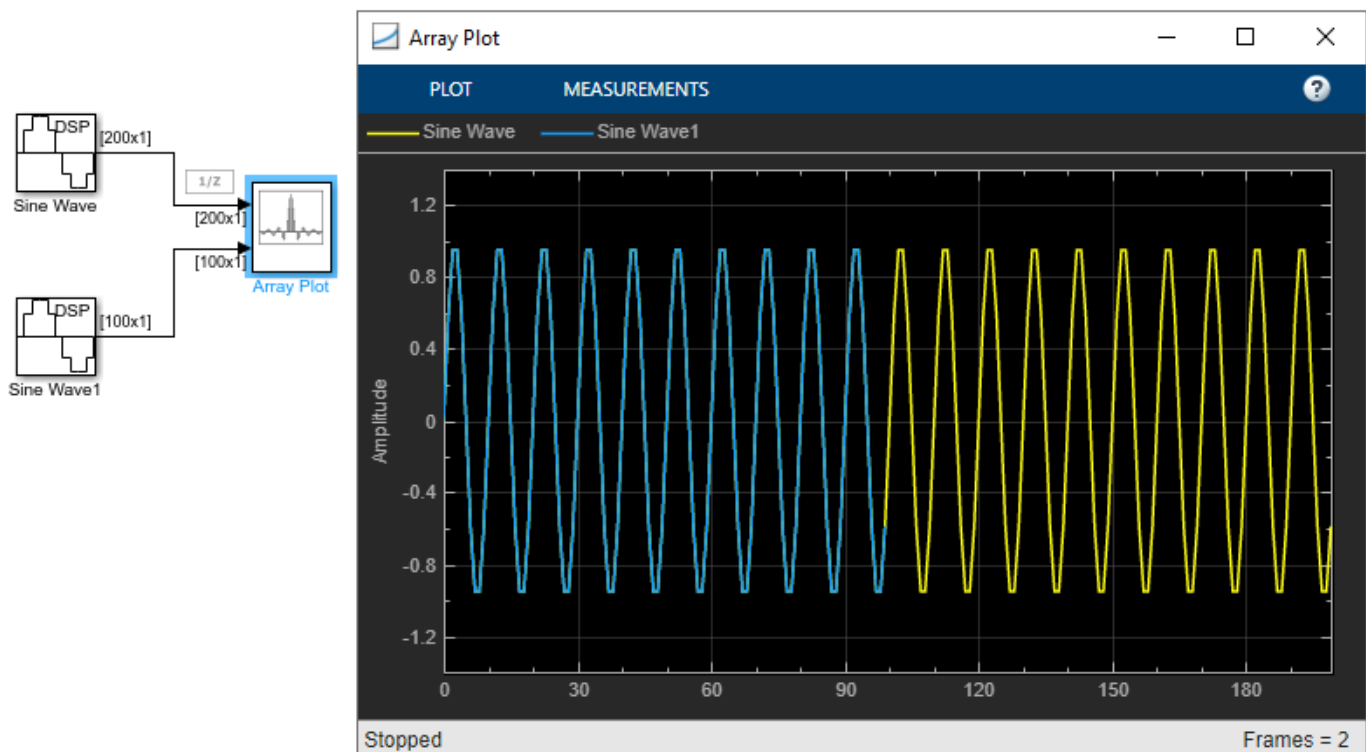 DSP
[200x1]
Sine Wave
1/Z
[200x1]
[100x1]
Array Plot
DSP
[100x1]
Sine Wave1
Array Plot
PLOT MEASUREMENTS ?
Sine Wave Sine Wave1
1.2
0.8
0.4
0
-0.4
-0.8
-1.2
Amplitude
0 30 60 90 120 150 180
Stopped Frames = 2